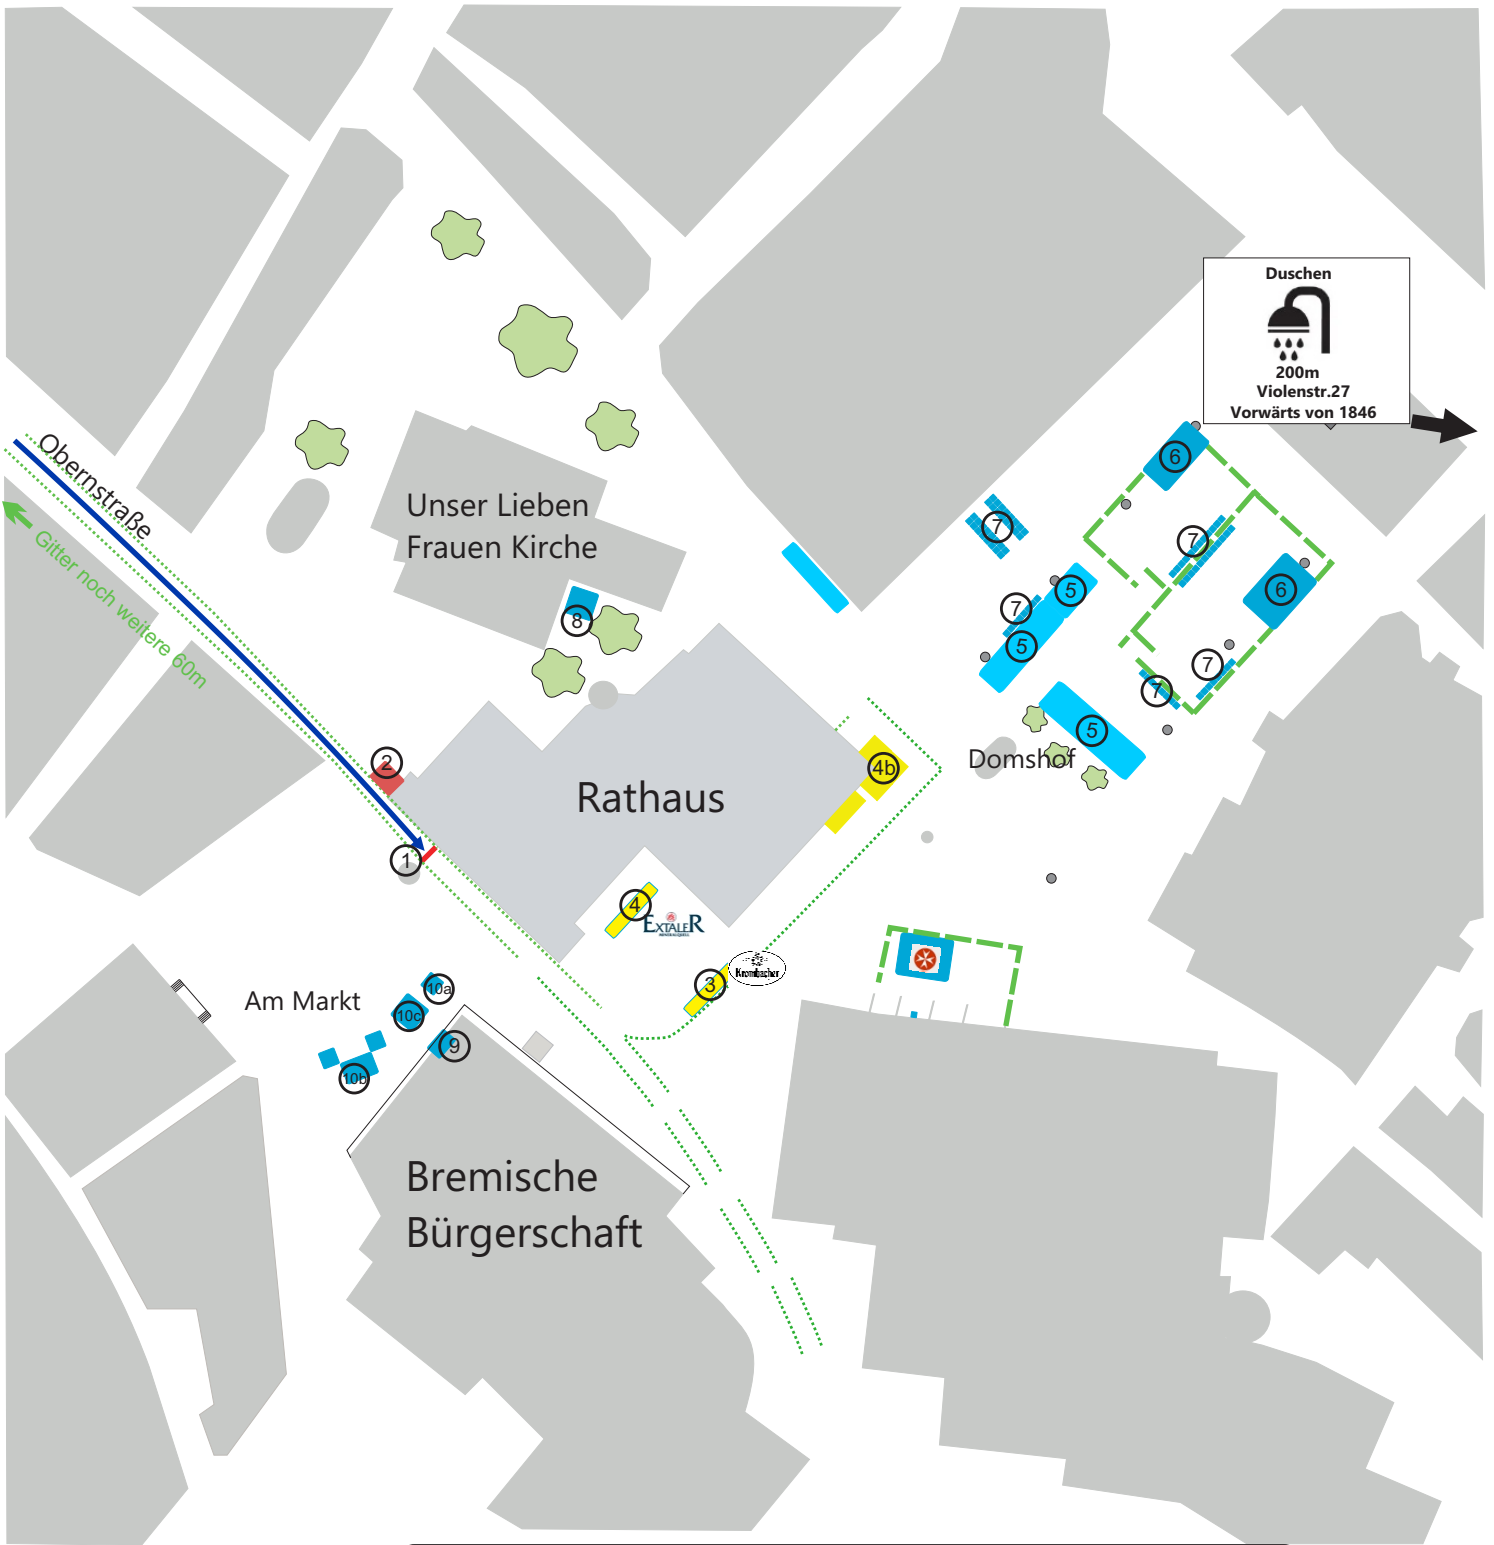 Duschen
200m
Violenstr.27
Vorwärts von 1846
Obernstraße
Gitter noch weitere 60m
Unser Lieben
Frauen Kirche
6
7
7
6
5
7
5
7
7
5
8
Domshof
2
4b
Rathaus
1
4
EXTALER
3
Krombacher
Am Markt
10a
10c
9
10b
Bremische
Bürgerschaft